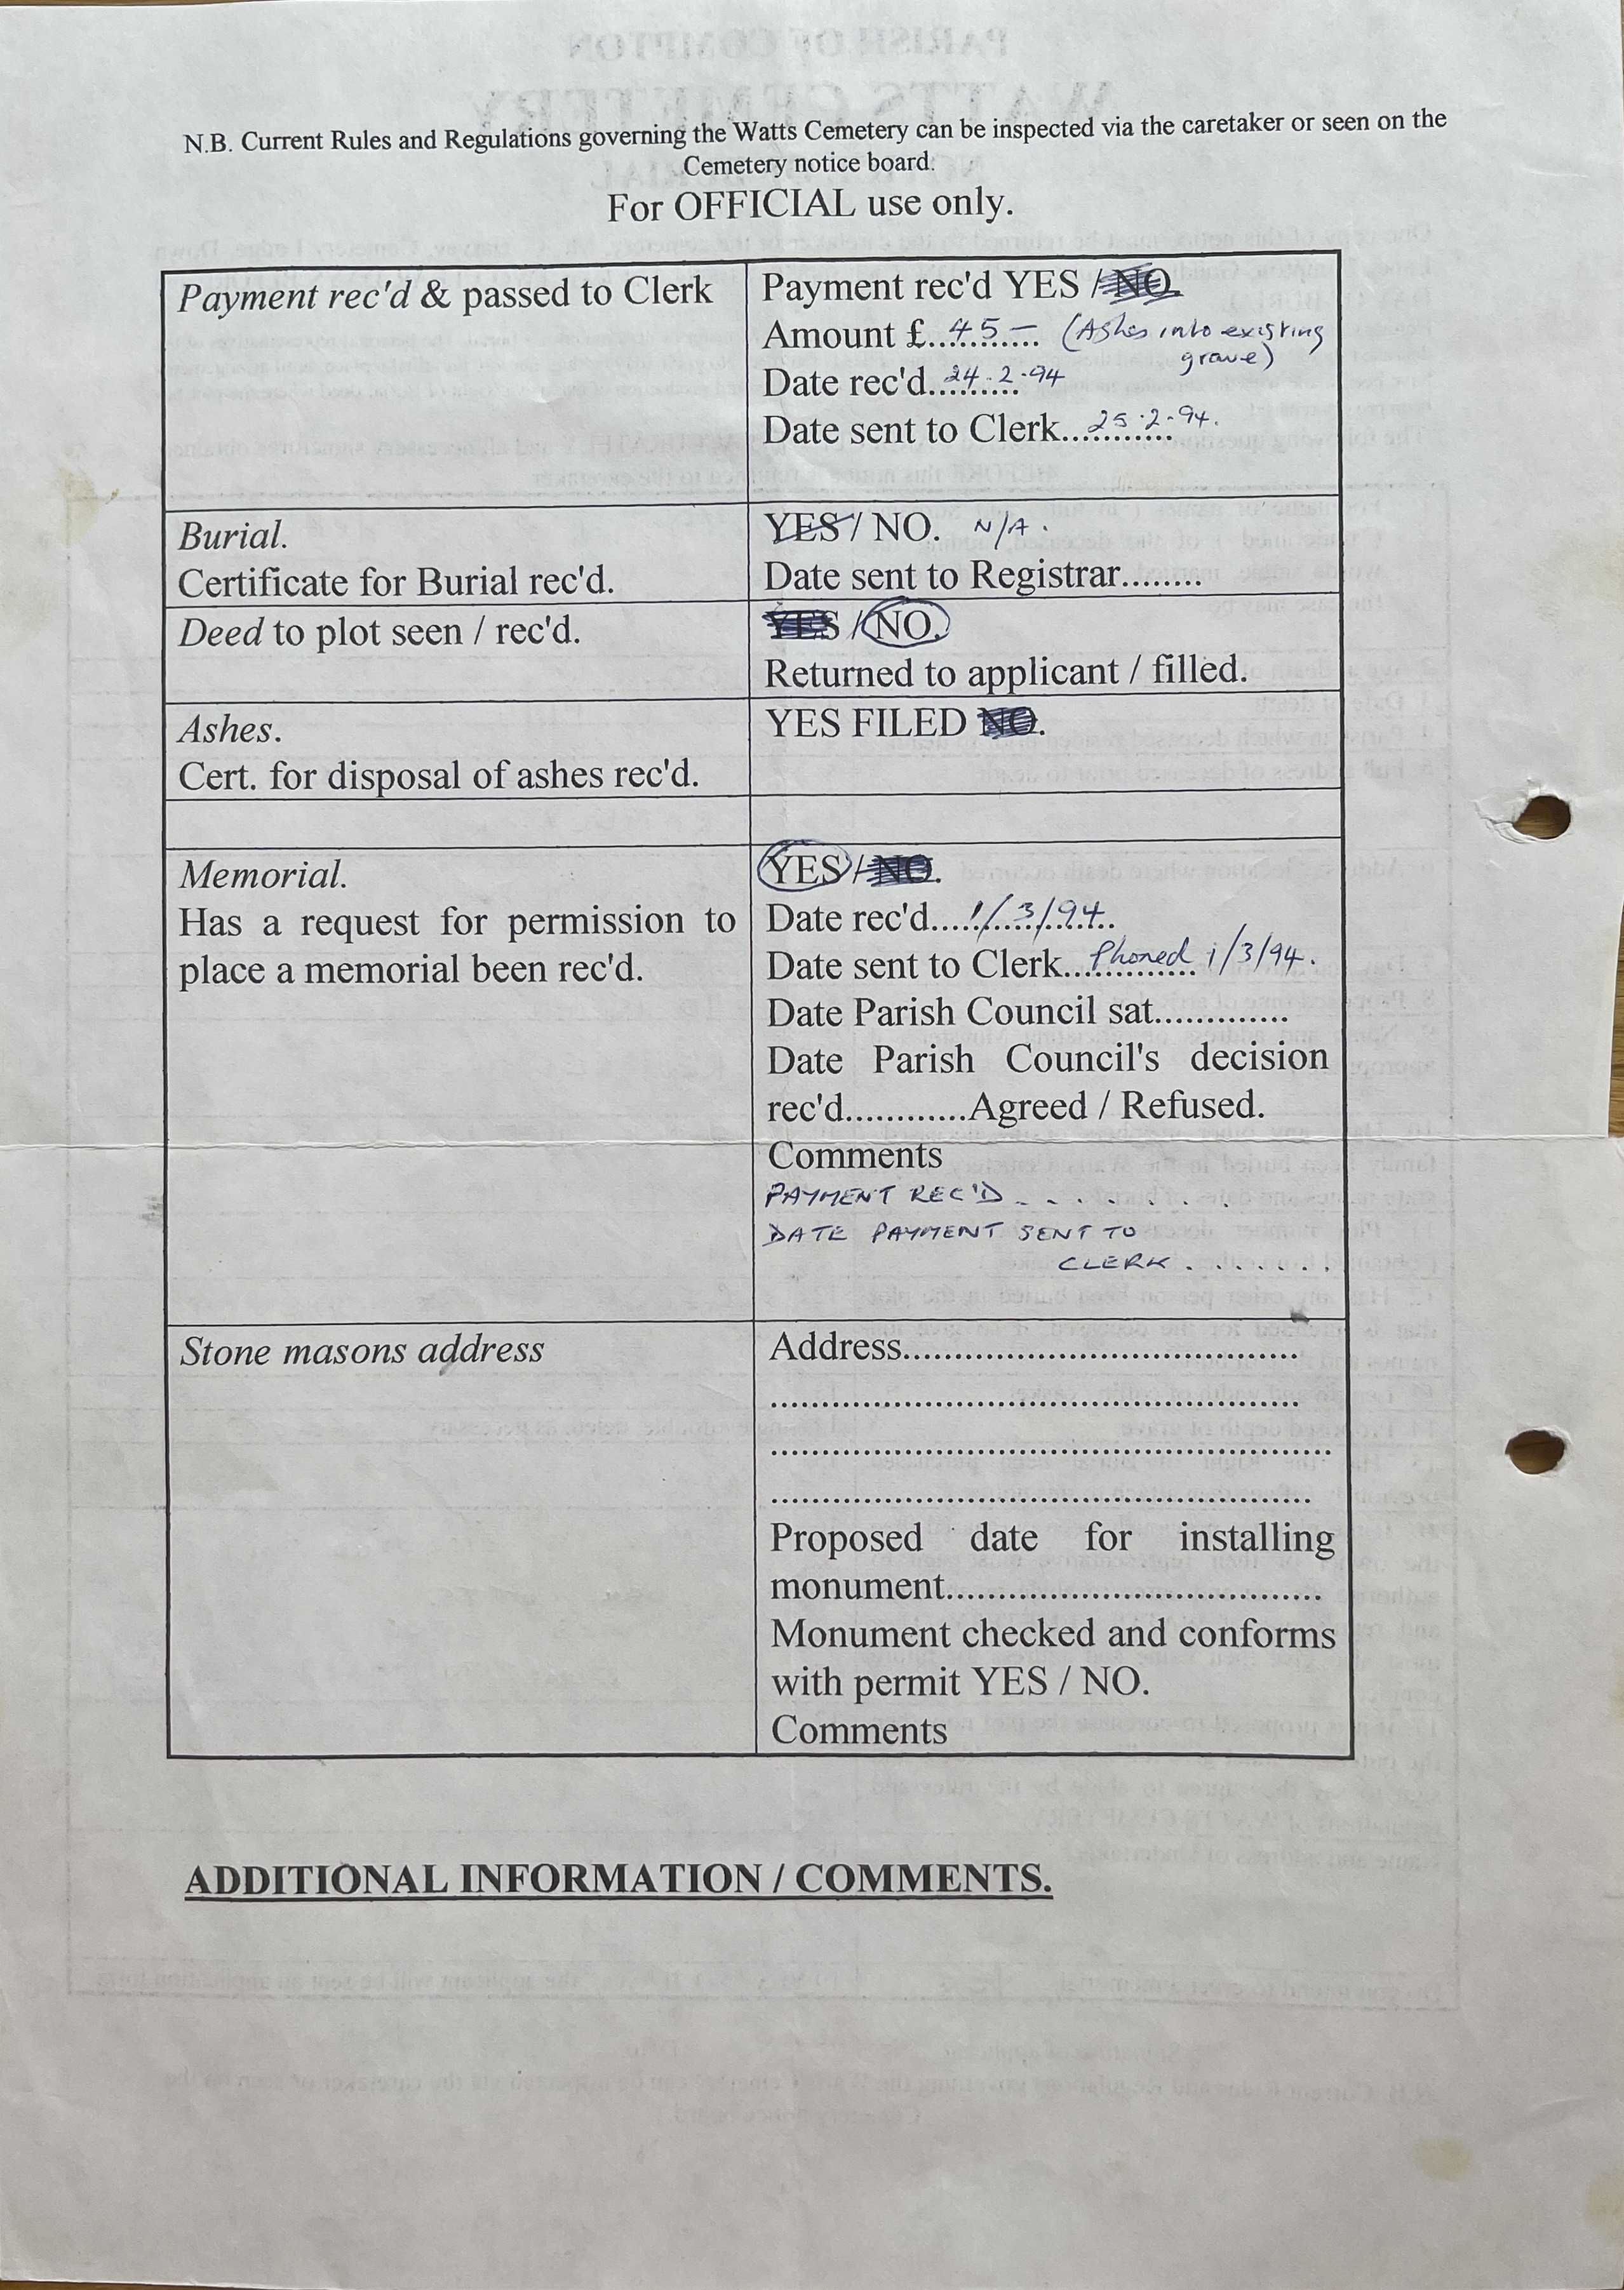 N.B. Current Rules and Regulations governing the Watts Cemetery can be inspected via the caretaker or seen on the
Cemetery notice board.
For OFFICIAL use only.
Payment rec'd & passed to Clerk
Payment rec'd YES / NO.
Amount £..45-....... (Ashes into existing
grave)
Date rec'd..24.2.94
Date sent to Clerk...25.2.94.
Burial.
Certificate for Burial rec'd.
YES / NO. N/A.
Date sent to Registrar........
Deed to plot seen / rec'd.
YES / NO.
Returned to applicant / filled.
Ashes.
Cert. for disposal of ashes rec'd.
YES FILED NO.
Memorial.
Has a request for permission to
place a memorial been rec'd.
YES / NO.
Date rec'd....1/3/94..
Date sent to Clerk...Phoned 1/3/94.
Date Parish Council sat.............
Date Parish Council's decision
rec'd............Agreed / Refused.
Comments
PAYMENT REC'D . . . . . .
DATE PAYMENT SENT TO
CLERK . . . . . .
Stone masons address
Address......................................
...................................................
......................................................
....................................................
Proposed date for installing
monument....................................
Monument checked and conforms
with permit YES / NO.
Comments
ADDITIONAL INFORMATION / COMMENTS.